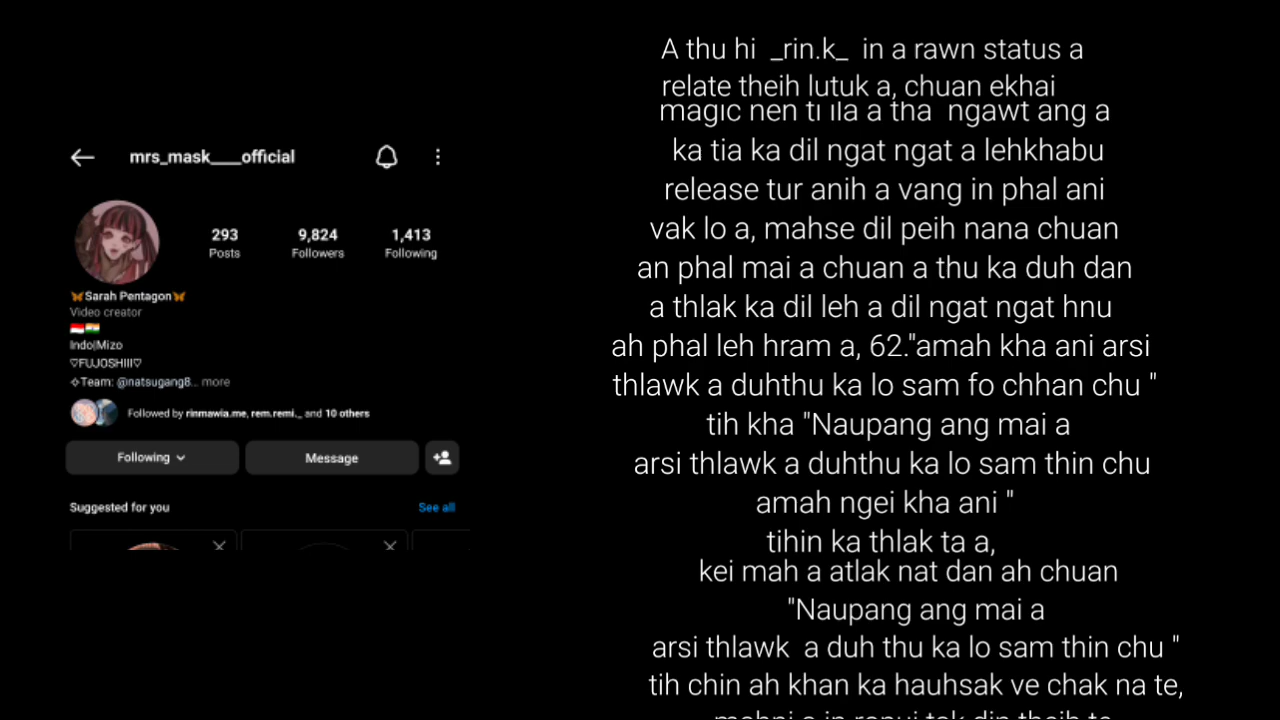 mrs_mask____official
293
9,824
1,413
Posts
Followers
Following
🦋Sarah Pentagon🦋
Video creator
🇮🇩🇮🇳
Indo|Mizo
♡FUJOSHIII♡
✧Team: @natsugang8... more
Followed by rinmawia.me, rem.remi._ and 10 others
Following
Message
Suggested for you
See all
A thu hi _rin.k_ in a rawn status a
relate theih lutuk a, chuan ekhai
magic nen ti ila a tha ngawt ang a
ka tia ka dil ngat ngat a lehkhabu
release tur anih a vang in phal ani
vak lo a, mahse dil peih nana chuan
an phal mai a chuan a thu ka duh dan
a thlak ka dil leh a dil ngat ngat hnu
ah phal leh hram a, 62."amah kha ani arsi
thlawk a duhthu ka lo sam fo chhan chu "
tih kha "Naupang ang mai a
arsi thlawk a duhthu ka lo sam thin chu
amah ngei kha ani "
tihin ka thlak ta a,
kei mah a atlak nat dan ah chuan
"Naupang ang mai a
arsi thlawk a duh thu ka lo sam thin chu "
tih chin ah khan ka hauhsak ve chak na te,